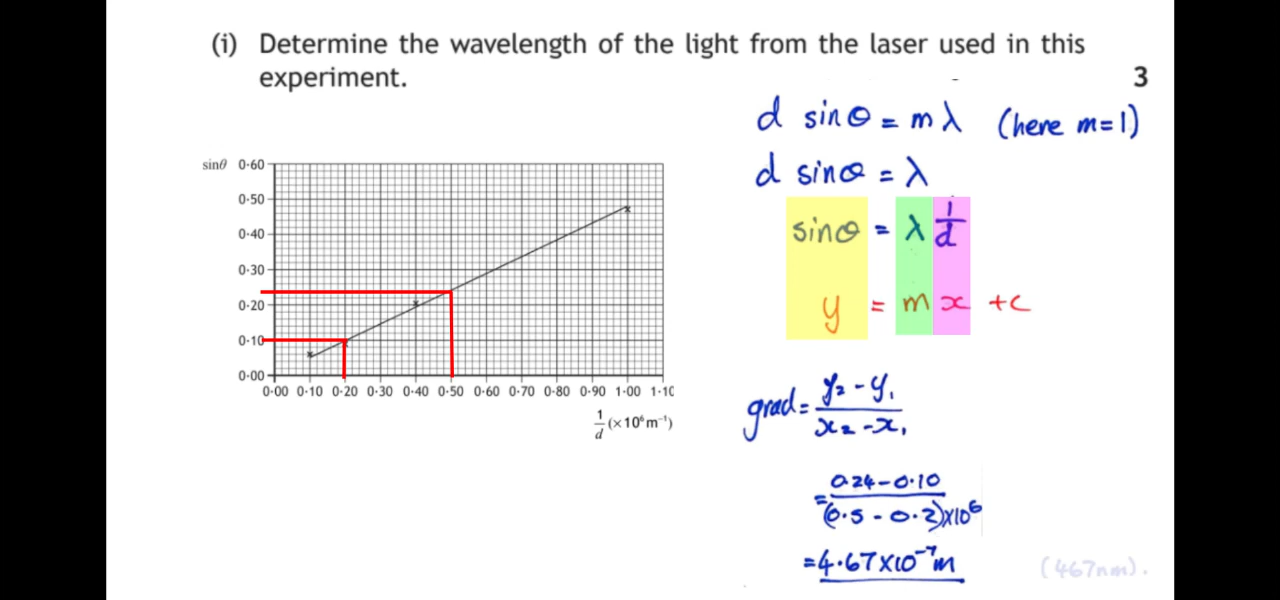 (i) Determine the wavelength of the light from the laser used in this
experiment.
3
d sinθ = mλ (here m=1)
d sinθ = λ
sinθ = λ 1/d
y = mx + c
grad = y₂ - y₁ / x₂ - x₁
= 0.24 - 0.10 / (0.5 - 0.2)×10⁶
= 4.67×10⁻⁷m
(467nm).
sinθ 0·60
0·50
0·40
0·30
0·20
0·10
0·00
0·00 0·10 0·20 0·30 0·40 0·50 0·60 0·70 0·80 0·90 1·00 1·10
1/d (×10⁶m⁻¹)